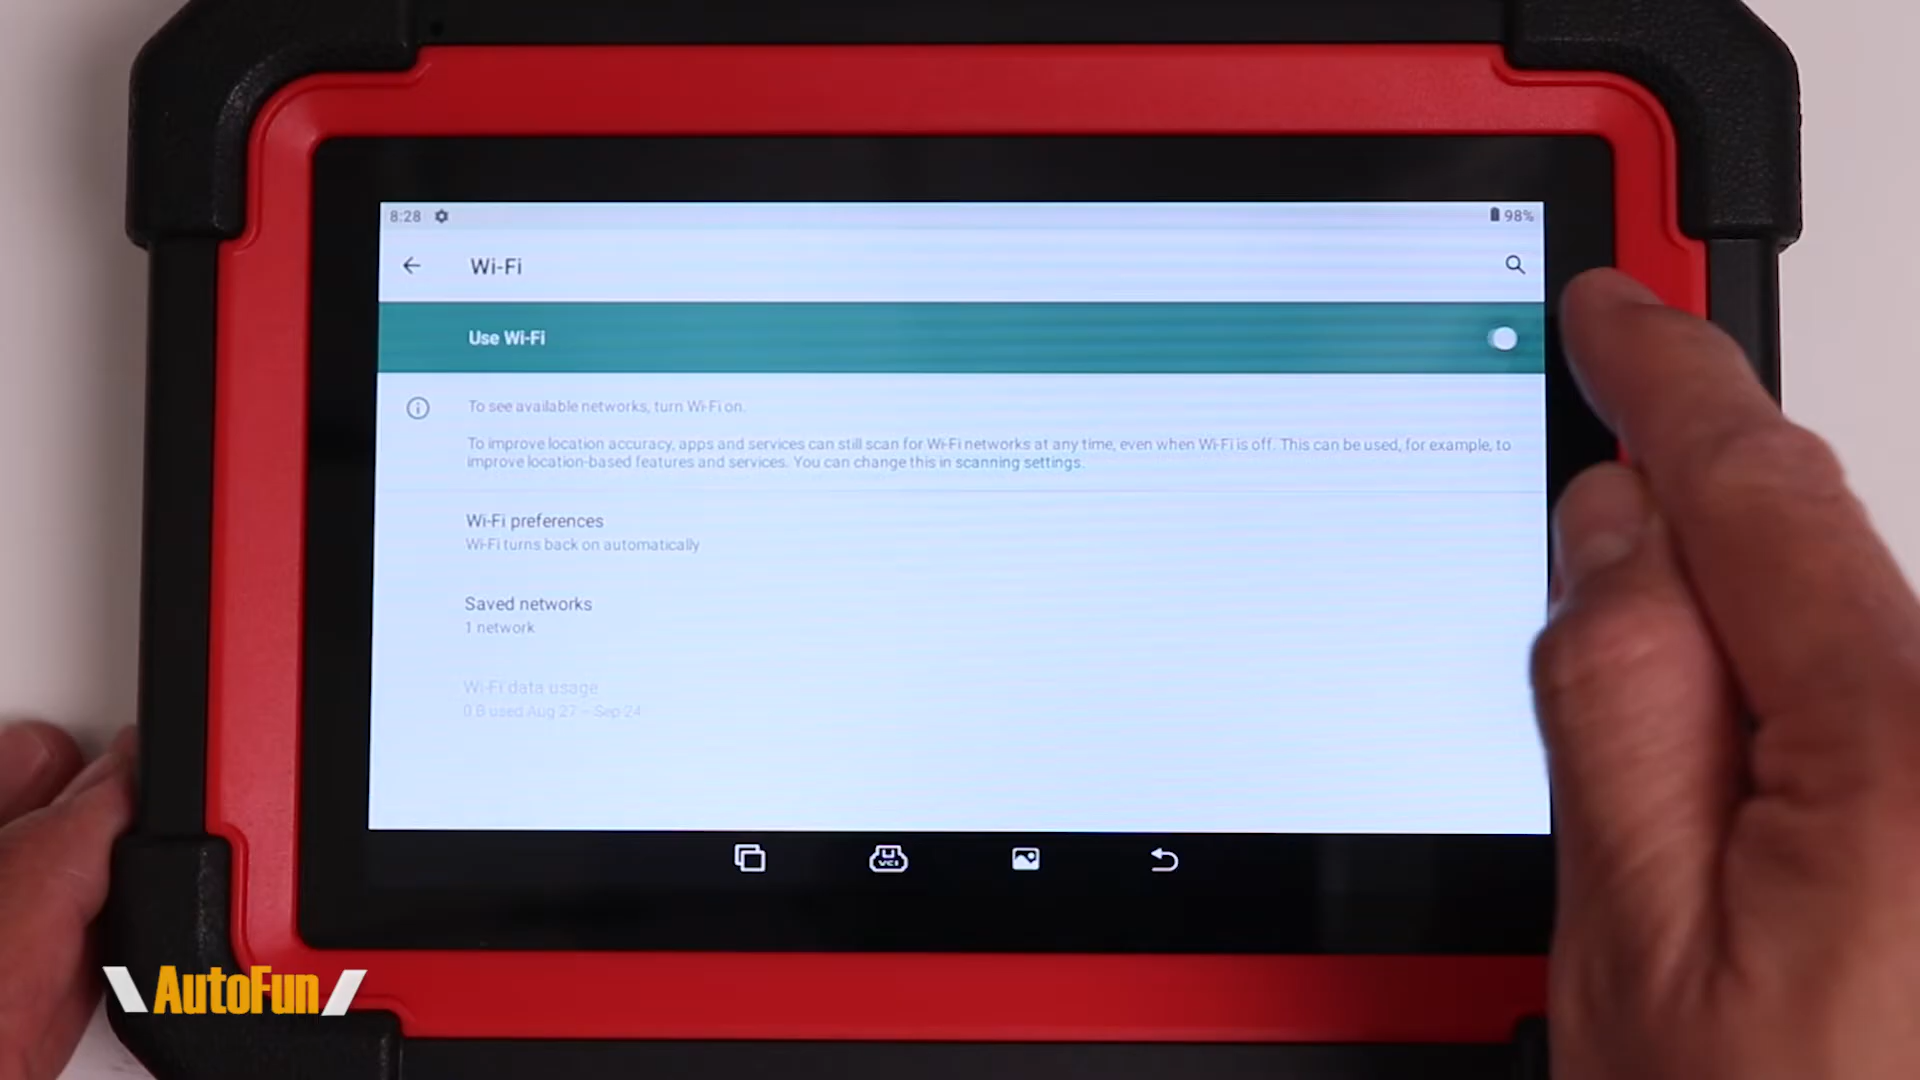 8:28
98%
Wi-Fi
Use Wi-Fi
To see available networks, turn Wi-Fi on.
To improve location accuracy, apps and services can still scan for Wi-Fi networks at any time, even when Wi-Fi is off. This can be used, for example, to
improve location-based features and services. You can change this in scanning settings.
Wi-Fi preferences
Wi-Fi turns back on automatically
Saved networks
1 network
Wi-Fi data usage
0 B used Aug 27 – Sep 24
VCI
AutoFun